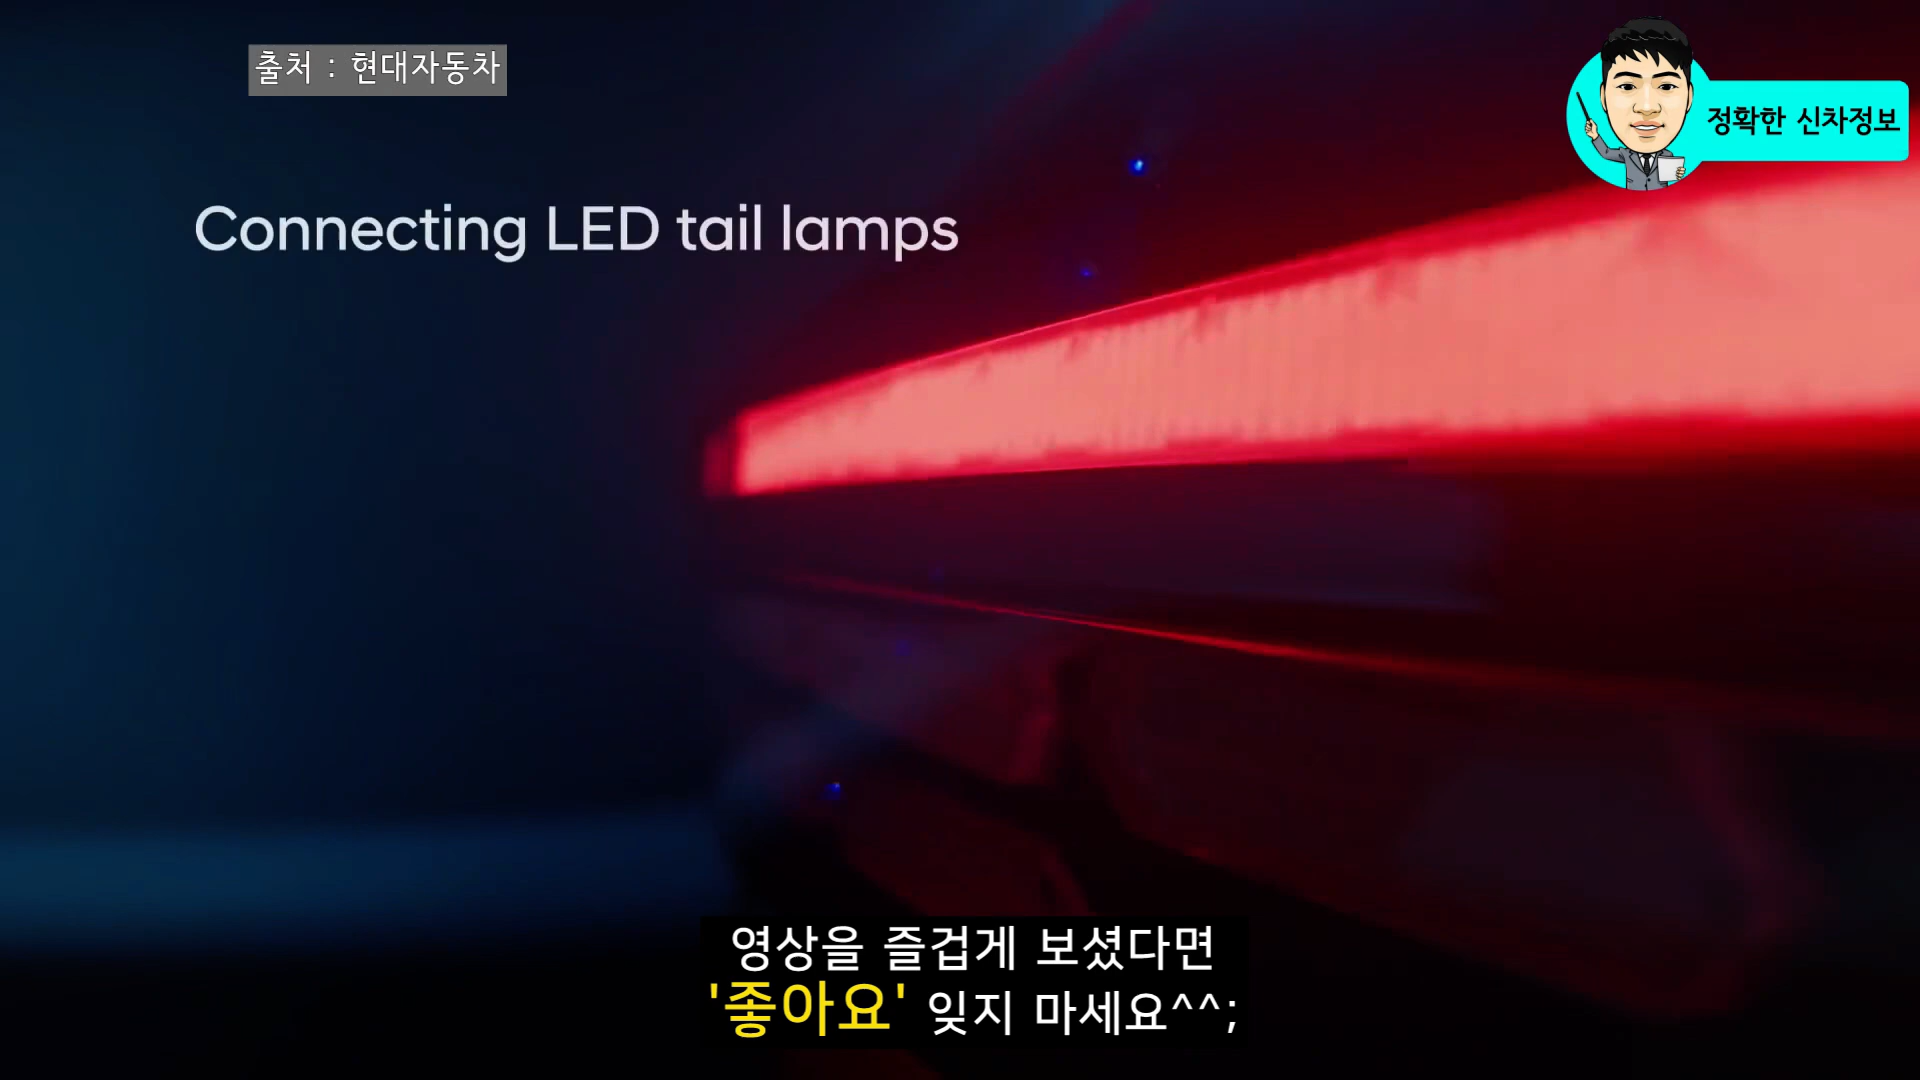 출처 : 현대자동차
정확한 신차정보
Connecting LED tail lamps
영상을 즐겁게 보셨다면
'좋아요' 잊지 마세요^^;